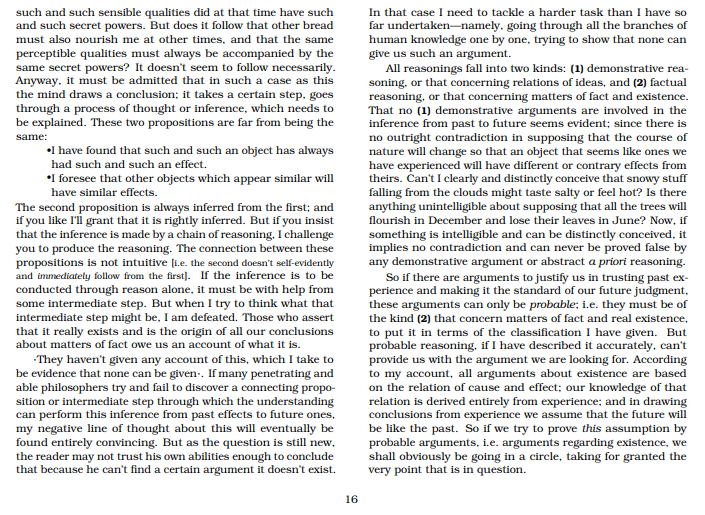 such and such sensible qualities did at that time have such
and such secret powers. But does it follow that other bread
must also nourish me at other times, and that the same
perceptible qualities must always be accompanied by the
same secret powers? It doesn't seem to follow necessarily.
Anyway, it must be admitted that in such a case as this
the mind draws a conclusion; it takes a certain step, goes
through a process of thought or inference, which needs to
be explained. These two propositions are far from being the
same:
•I have found that such and such an object has always
had such and such an effect.
•I foresee that other objects which appear similar will
have similar effects.
The second proposition is always inferred from the first; and
if you like I'll grant that it is rightly inferred. But if you insist
that the inference is made by a chain of reasoning, I challenge
you to produce the reasoning. The connection between these
propositions is not intuitive [i.e. the second doesn't self-evidently
and immediately follow from the first]. If the inference is to be
conducted through reason alone, it must be with help from
some intermediate step. But when I try to think what that
intermediate step might be, I am defeated. Those who assert
that it really exists and is the origin of all our conclusions
about matters of fact owe us an account of what it is.
·They haven't given any account of this, which I take to
be evidence that none can be given·. If many penetrating and
able philosophers try and fail to discover a connecting propo-
sition or intermediate step through which the understanding
can perform this inference from past effects to future ones,
my negative line of thought about this will eventually be
found entirely convincing. But as the question is still new,
the reader may not trust his own abilities enough to conclude
that because he can't find a certain argument it doesn't exist.
In that case I need to tackle a harder task than I have so
far undertaken—namely, going through all the branches of
human knowledge one by one, trying to show that none can
give us such an argument.
All reasonings fall into two kinds: (1) demonstrative rea-
soning, or that concerning relations of ideas, and (2) factual
reasoning, or that concerning matters of fact and existence.
That no (1) demonstrative arguments are involved in the
inference from past to future seems evident; since there is
no outright contradiction in supposing that the course of
nature will change so that an object that seems like ones we
have experienced will have different or contrary effects from
theirs. Can't I clearly and distinctly conceive that snowy stuff
falling from the clouds might taste salty or feel hot? Is there
anything unintelligible about supposing that all the trees will
flourish in December and lose their leaves in June? Now, if
something is intelligible and can be distinctly conceived, it
implies no contradiction and can never be proved false by
any demonstrative argument or abstract a priori reasoning.
So if there are arguments to justify us in trusting past ex-
perience and making it the standard of our future judgment,
these arguments can only be probable; i.e. they must be of
the kind (2) that concern matters of fact and real existence,
to put it in terms of the classification I have given. But
probable reasoning, if I have described it accurately, can't
provide us with the argument we are looking for. According
to my account, all arguments about existence are based
on the relation of cause and effect; our knowledge of that
relation is derived entirely from experience; and in drawing
conclusions from experience we assume that the future will
be like the past. So if we try to prove this assumption by
probable arguments, i.e. arguments regarding existence, we
shall obviously be going in a circle, taking for granted the
very point that is in question.
16